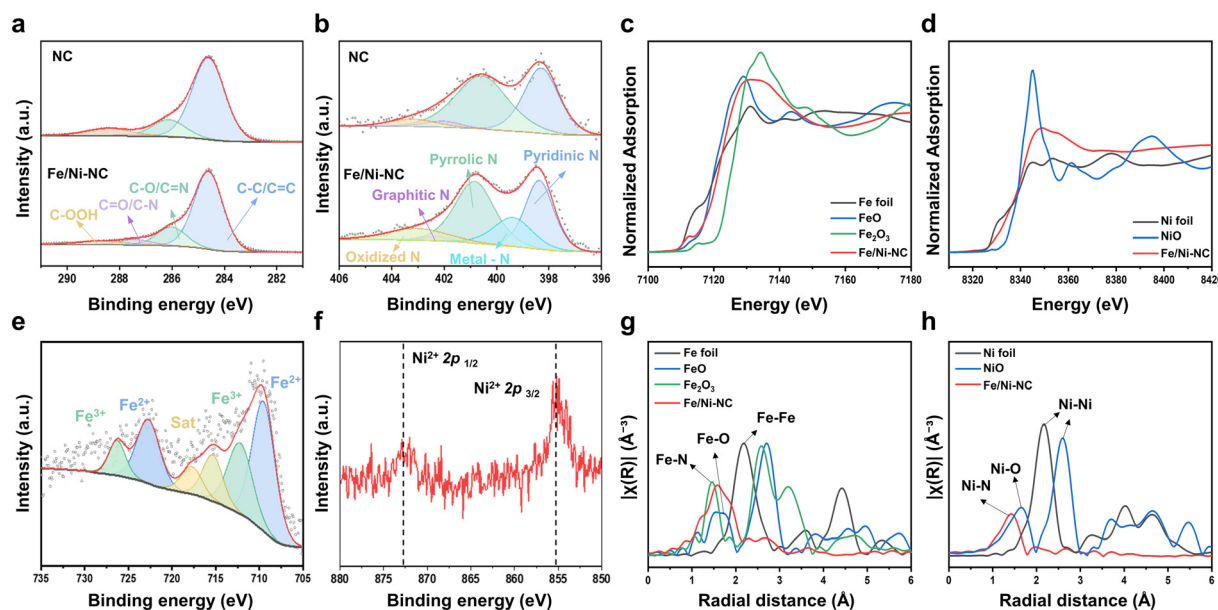 a
NC
Fe/Ni-NC
C-O/C=N
C=O/C-N
C-OOH
C-C/C=C
Intensity (a.u.)
290 288 286 284 282
Binding energy (eV)
b
NC
Fe/Ni-NC
Pyrrolic N
Pyridinic N
Graphitic N
Oxidized N
Metal - N
Intensity (a.u.)
406 404 402 400 398 396
Binding energy (eV)
c
Normalized Adsorption
Fe foil
FeO
Fe₂O₃
Fe/Ni-NC
7100 7120 7140 7160 7180
Energy (eV)
d
Normalized Adsorption
Ni foil
NiO
Fe/Ni-NC
8320 8340 8360 8380 8400 8420
Energy (eV)
e
Intensity (a.u.)
Fe³⁺
Fe²⁺
Sat
Fe³⁺
Fe²⁺
735 730 725 720 715 710 705
Binding energy (eV)
f
Intensity (a.u.)
Ni²⁺ 2p 1/2
Ni²⁺ 2p 3/2
880 870 860 850
Binding energy (eV)
g
|χ(R)| (Å⁻³)
Fe foil
FeO
Fe₂O₃
Fe/Ni-NC
Fe-Fe
Fe-O
Fe-N
0 1 2 3 4 5 6
Radial distance (Å)
h
|χ(R)| (Å⁻³)
Ni foil
NiO
Fe/Ni-NC
Ni-Ni
Ni-O
Ni-N
0 1 2 3 4 5 6
Radial distance (Å)